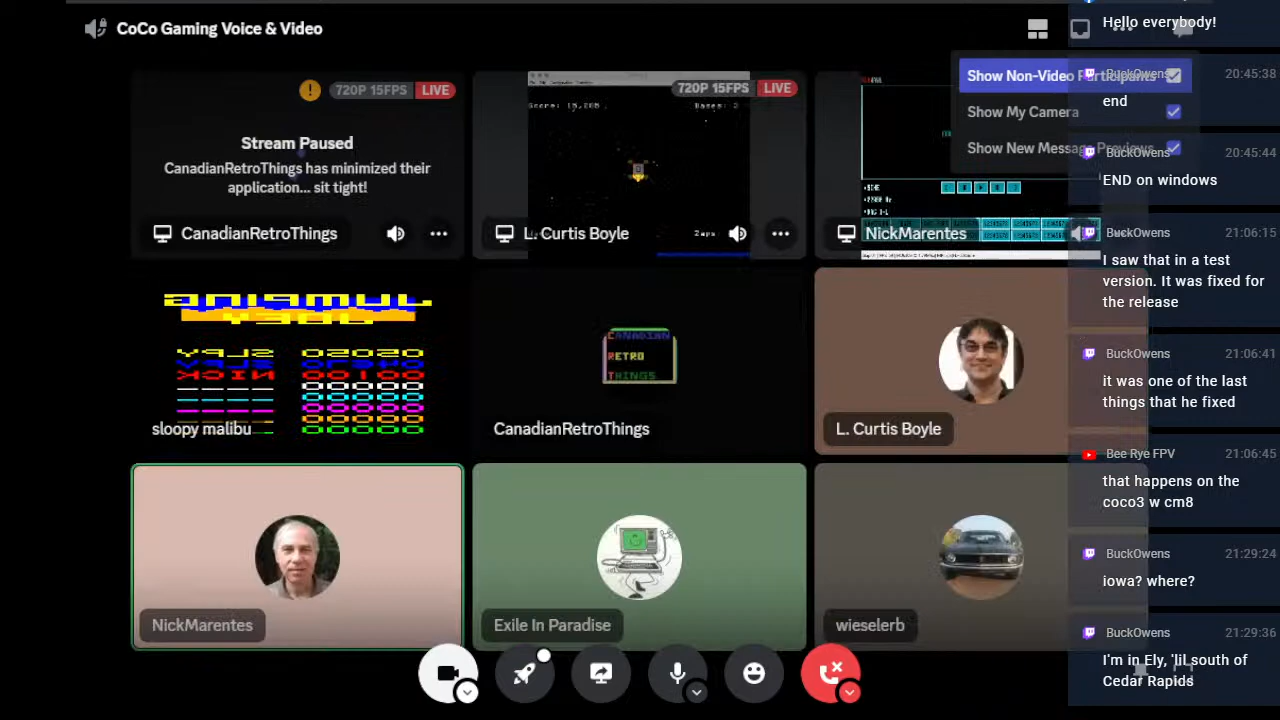 CoCo Gaming Voice & Video
720P 15FPS LIVE
Stream Paused
CanadianRetroThings has minimized their
application... sit tight!
CanadianRetroThings
Score: 15,205
720P 15FPS LIVE
L. Curtis Boyle
NickMarentes
Show Non-Video Participants
Show My Camera
Show New Message Previews
sloopy malibu
CANADIAN
RETRO
THINGS
CanadianRetroThings
L. Curtis Boyle
NickMarentes
Exile In Paradise
wieselerb
Hello everybody!
BuckOwens 20:45:38
end
BuckOwens 20:45:44
END on windows
BuckOwens 21:06:15
I saw that in a test
version. It was fixed for
the release
BuckOwens 21:06:41
it was one of the last
things that he fixed
Bee Rye FPV 21:06:45
that happens on the
coco3 w cm8
BuckOwens 21:29:24
iowa? where?
BuckOwens 21:29:36
I'm in Ely, 'lil south of
Cedar Rapids